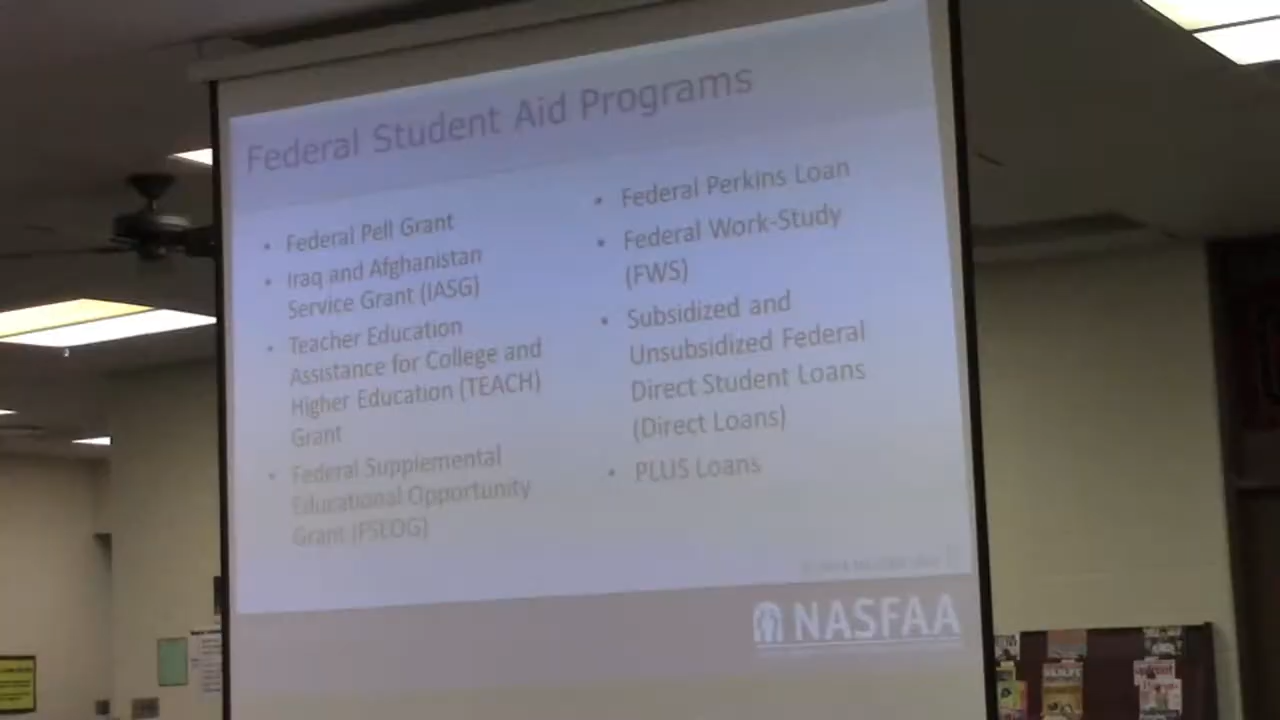 Federal Student Aid Programs
• Federal Pell Grant
• Iraq and Afghanistan
Service Grant (IASG)
• Teacher Education
Assistance for College and
Higher Education (TEACH)
Grant
• Federal Supplemental
Educational Opportunity
Grant (FSEOG)
• Federal Perkins Loan
• Federal Work-Study
(FWS)
• Subsidized and
Unsubsidized Federal
Direct Student Loans
(Direct Loans)
• PLUS Loans
NASFAA